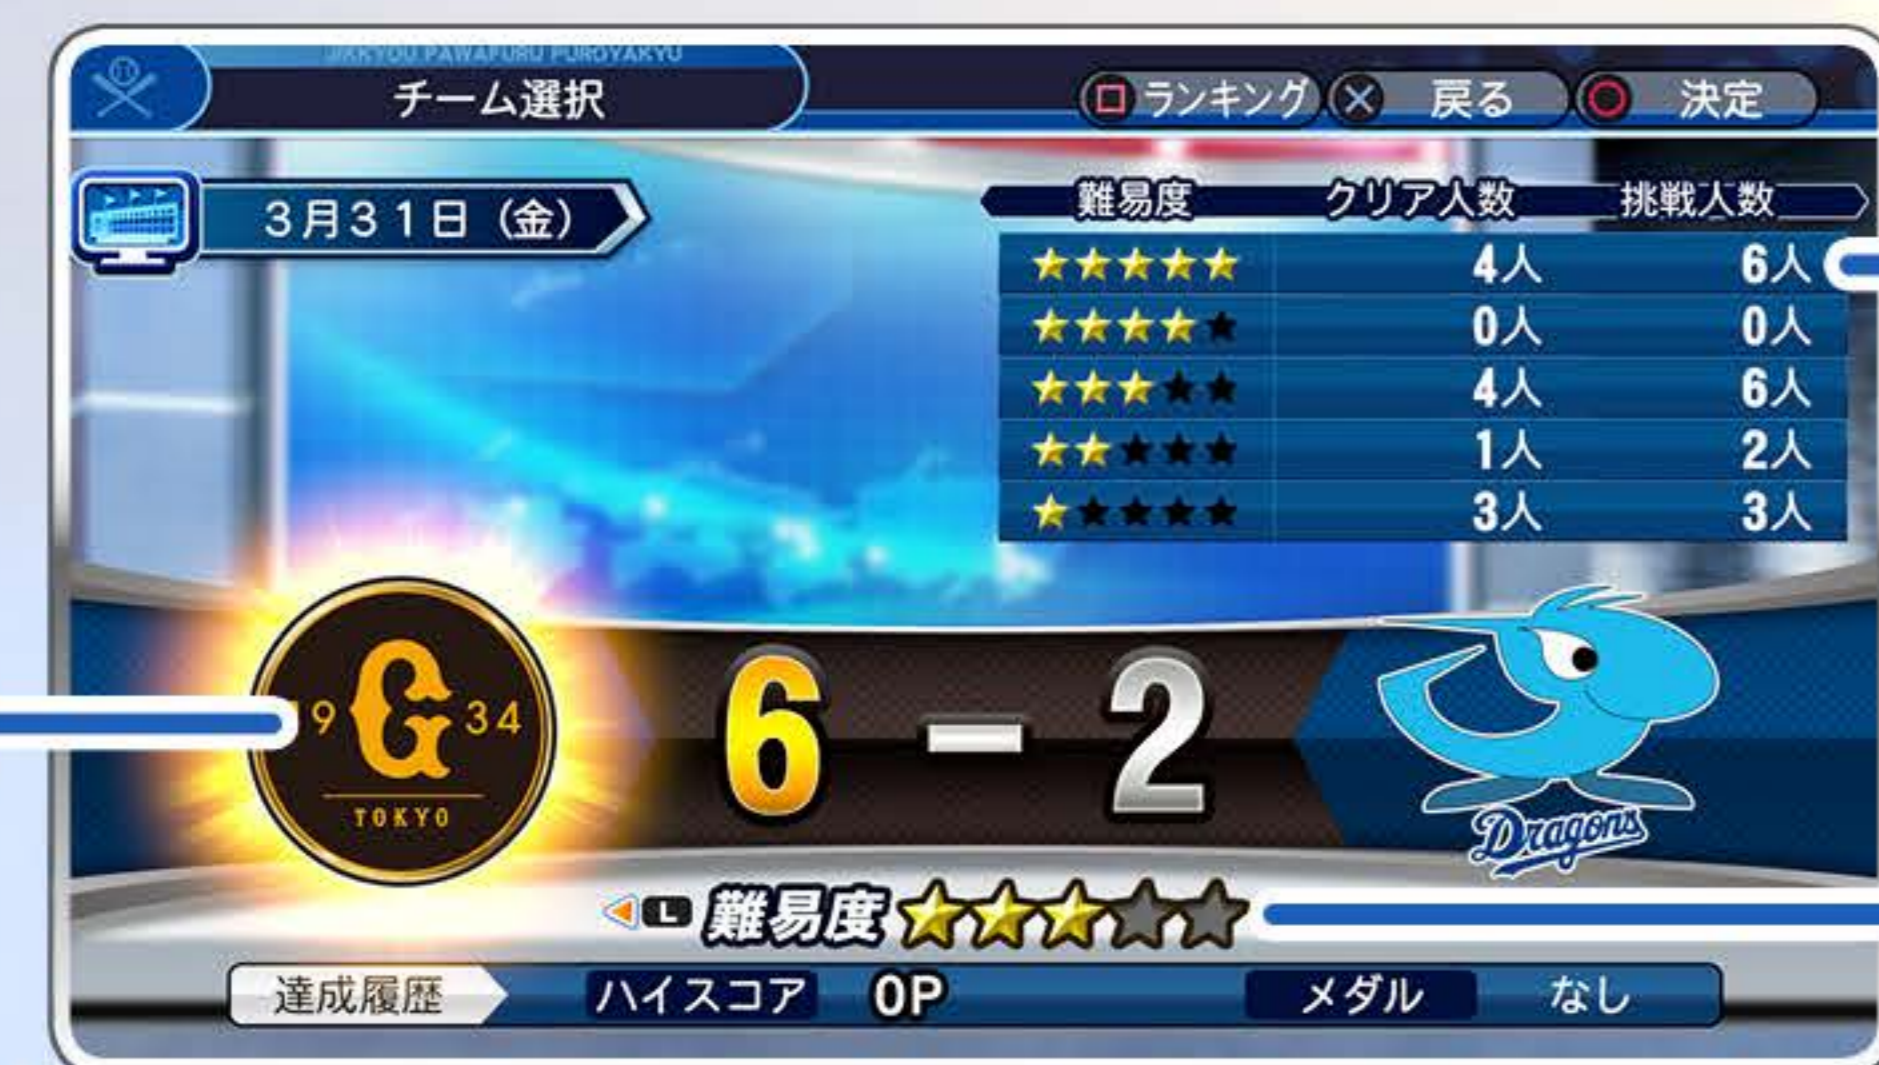 JIKKYOU PAWAFURU PUROYAKYU
チーム選択
ランキング 戻る 決定
3月31日（金）
難易度 クリア人数 挑戦人数
★★★★★ 4人 6人
★★★★★ 0人 0人
★★★★★ 4人 6人
★★★★★ 1人 2人
★★★★★ 3人 3人
19 G 34
TOKYO
6 － 2
Dragons
L 難易度 ★★★★★
達成履歴 ハイスコア 0P メダル なし